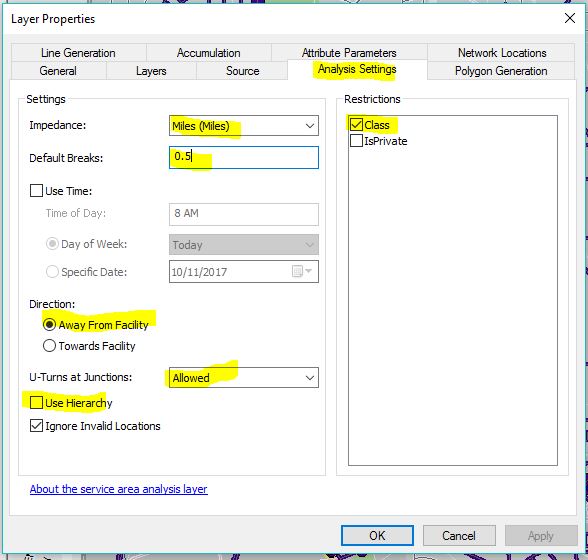 Layer Properties
Line Generation Accumulation Attribute Parameters Network Locations
General Layers Source Analysis Settings Polygon Generation
Settings
Impedance: Miles (Miles)
Default Breaks: 0.5
Use Time:
Time of Day: 8 AM
Day of Week: Today
Specific Date: 10/11/2017
Direction:
Away From Facility
Towards Facility
U-Turns at Junctions: Allowed
Use Hierarchy
Ignore Invalid Locations
Restrictions
Class
IsPrivate
About the service area analysis layer
OK Cancel Apply